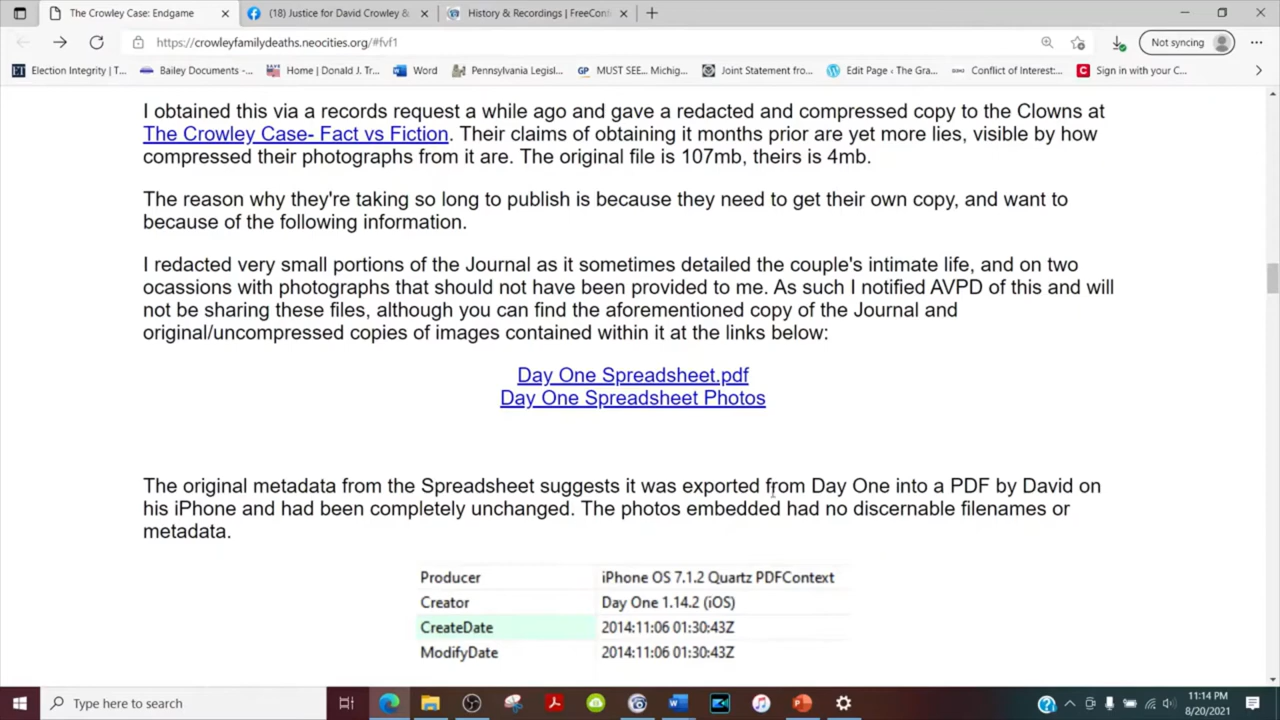 The Crowley Case: Endgame
(18) Justice for David Crowley &
History & Recordings | FreeConf
https://crowleyfamilydeaths.neocities.org/#fvf1
Not syncing
Election Integrity | T...
Bailey Documents -...
Home | Donald J. Tr...
Word
Pennsylvania Legisl...
MUST SEE... Michig...
Joint Statement fro...
Edit Page ‹ The Gra...
Conflict of Interest:...
Sign in with your C...
I obtained this via a records request a while ago and gave a redacted and compressed copy to the Clowns at
The Crowley Case- Fact vs Fiction. Their claims of obtaining it months prior are yet more lies, visible by how
compressed their photographs from it are. The original file is 107mb, theirs is 4mb.
The reason why they're taking so long to publish is because they need to get their own copy, and want to
because of the following information.
I redacted very small portions of the Journal as it sometimes detailed the couple's intimate life, and on two
ocassions with photographs that should not have been provided to me. As such I notified AVPD of this and will
not be sharing these files, although you can find the aforementioned copy of the Journal and
original/uncompressed copies of images contained within it at the links below:
Day One Spreadsheet.pdf
Day One Spreadsheet Photos
The original metadata from the Spreadsheet suggests it was exported from Day One into a PDF by David on
his iPhone and had been completely unchanged. The photos embedded had no discernable filenames or
metadata.
Producer iPhone OS 7.1.2 Quartz PDFContext
Creator Day One 1.14.2 (iOS)
CreateDate 2014:11:06 01:30:43Z
ModifyDate 2014:11:06 01:30:43Z
Type here to search
11:14 PM
8/20/2021